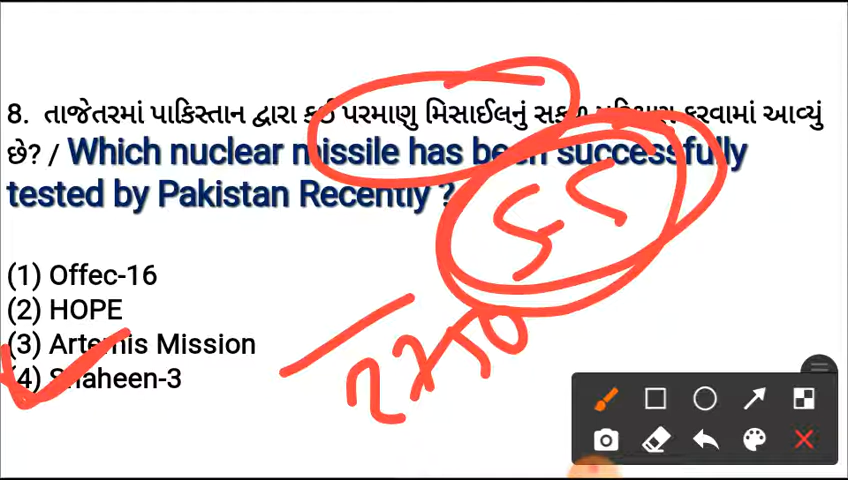 8. તાજેતરમાં પાકિસ્તાન દ્વારા કઈ પરમાણુ મિસાઈલનું સફળ પરિક્ષણ કરવામાં આવ્યું
છે? / Which nuclear missile has been successfully
tested by Pakistan Recently ?
(1) Offec-16
(2) HOPE
(3) Artemis Mission
(4) Shaheen-3
2750